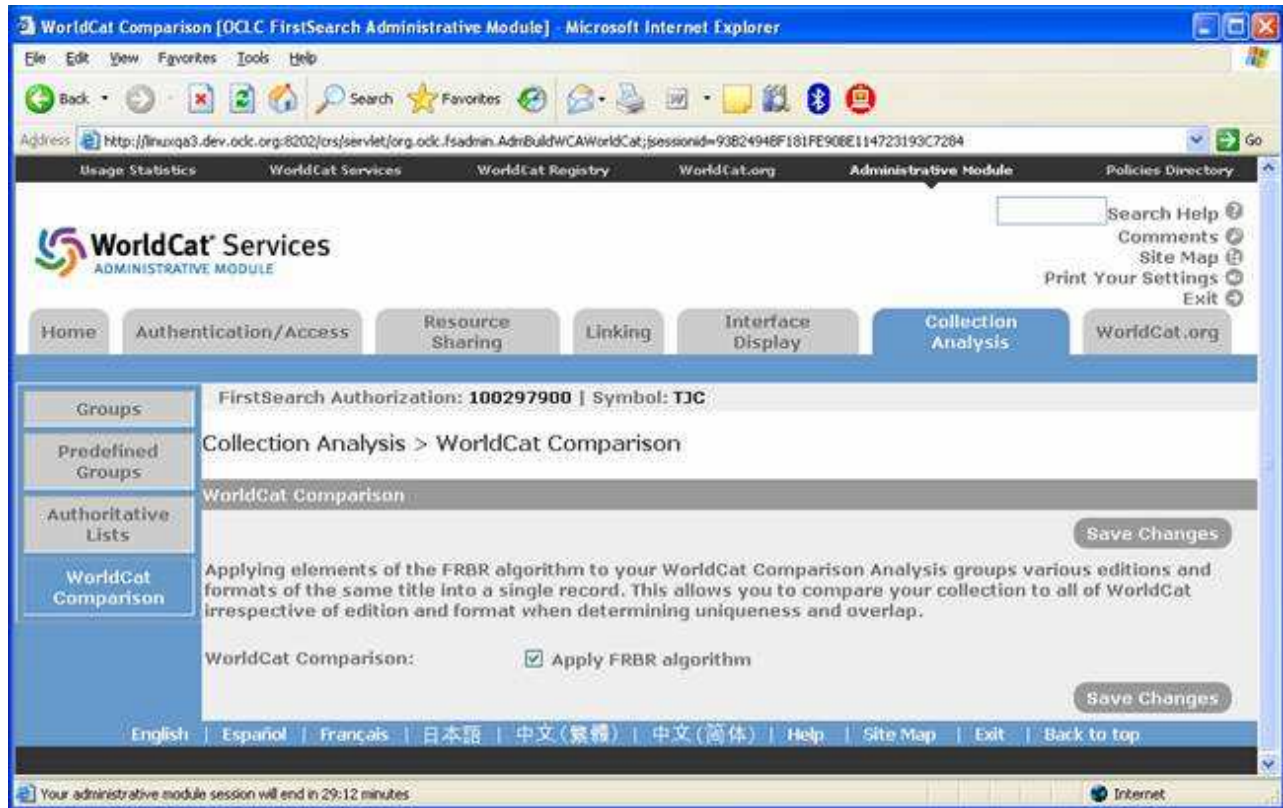 WorldCat Comparison [OCLC FirstSearch Administrative Module] - Microsoft Internet Explorer
File Edit View Favorites Tools Help
Back Search Favorites
Address http://linuxqa3.dev.oclc.org:8202/crs/servlet/org.oclc.fsadmin.AdmBuildWCAWorldCat;jsessionid=93B2494BF181FE90BE114723193C7284 Go
Usage Statistics WorldCat Services WorldCat Registry WorldCat.org Administrative Module Policies Directory
Search Help
Comments
Site Map
Print Your Settings
Exit
WorldCat® Services
ADMINISTRATIVE MODULE
Home Authentication/Access Resource Sharing Linking Interface Display Collection Analysis WorldCat.org
Groups
Predefined Groups
Authoritative Lists
WorldCat Comparison
FirstSearch Authorization: 100297900 | Symbol: TJC
Collection Analysis > WorldCat Comparison
WorldCat Comparison
Save Changes
Applying elements of the FRBR algorithm to your WorldCat Comparison Analysis groups various editions and
formats of the same title into a single record. This allows you to compare your collection to all of WorldCat
irrespective of edition and format when determining uniqueness and overlap.
WorldCat Comparison: Apply FRBR algorithm
Save Changes
English | Español | Français | 日本語 | 中文(繁體) | 中文(简体) | Help | Site Map | Exit | Back to top
Your administrative module session will end in 29:12 minutes Internet